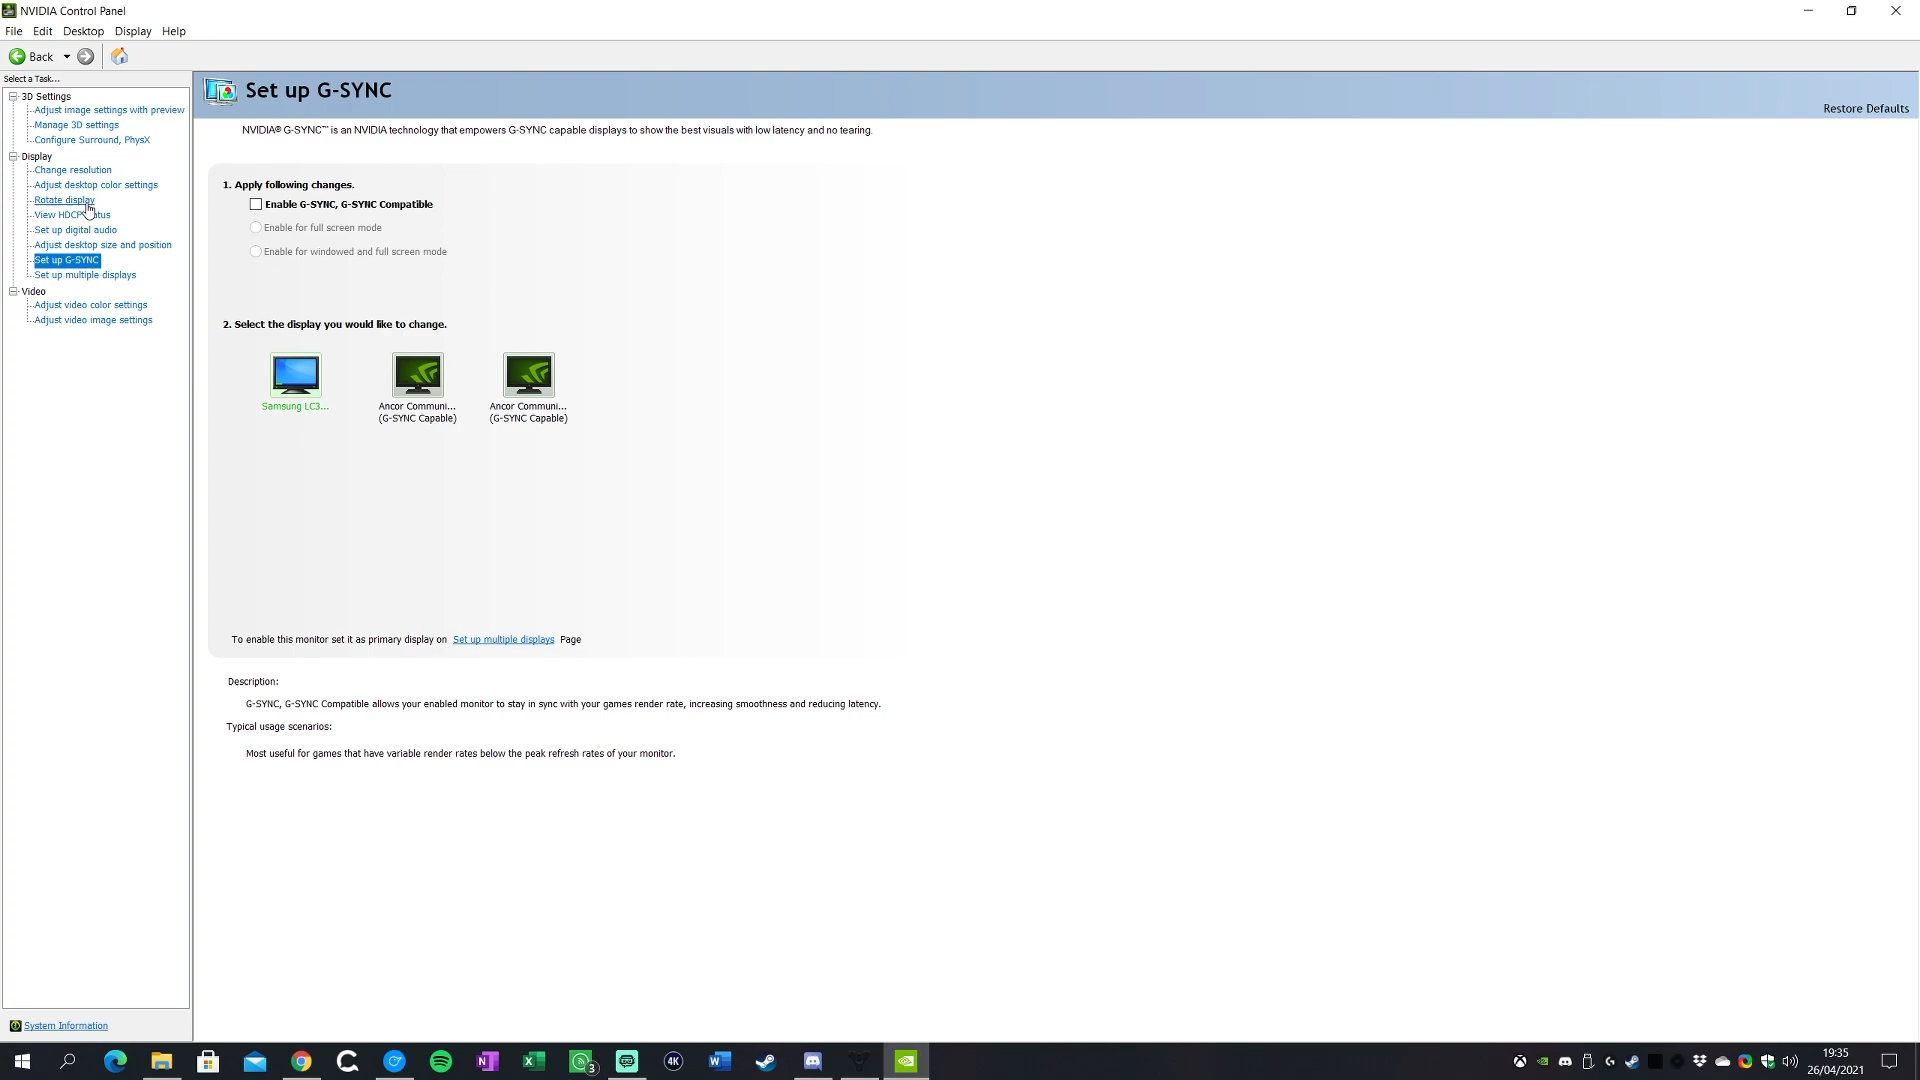 NVIDIA Control Panel
File Edit Desktop Display Help
Back
Select a Task...
3D Settings
Adjust image settings with preview
Manage 3D settings
Configure Surround, PhysX
Display
Change resolution
Adjust desktop color settings
Rotate display
View HDCP
Set up digital audio
Adjust desktop size and position
Set up G-SYNC
Set up multiple displays
Video
Adjust video color settings
Adjust video image settings
System Information
Set up G-SYNC
Restore Defaults
NVIDIA® G-SYNC™ is an NVIDIA technology that empowers G-SYNC capable displays to show the best visuals with low latency and no tearing.
1. Apply following changes.
Enable G-SYNC, G-SYNC Compatible
Enable for full screen mode
Enable for windowed and full screen mode
2. Select the display you would like to change.
Samsung LC3...
Ancor Communi...
(G-SYNC Capable)
Ancor Communi...
(G-SYNC Capable)
To enable this monitor set it as primary display on Set up multiple displays Page
Description:
G-SYNC, G-SYNC Compatible allows your enabled monitor to stay in sync with your games render rate, increasing smoothness and reducing latency.
Typical usage scenarios:
Most useful for games that have variable render rates below the peak refresh rates of your monitor.
3
4K
19:35
26/04/2021